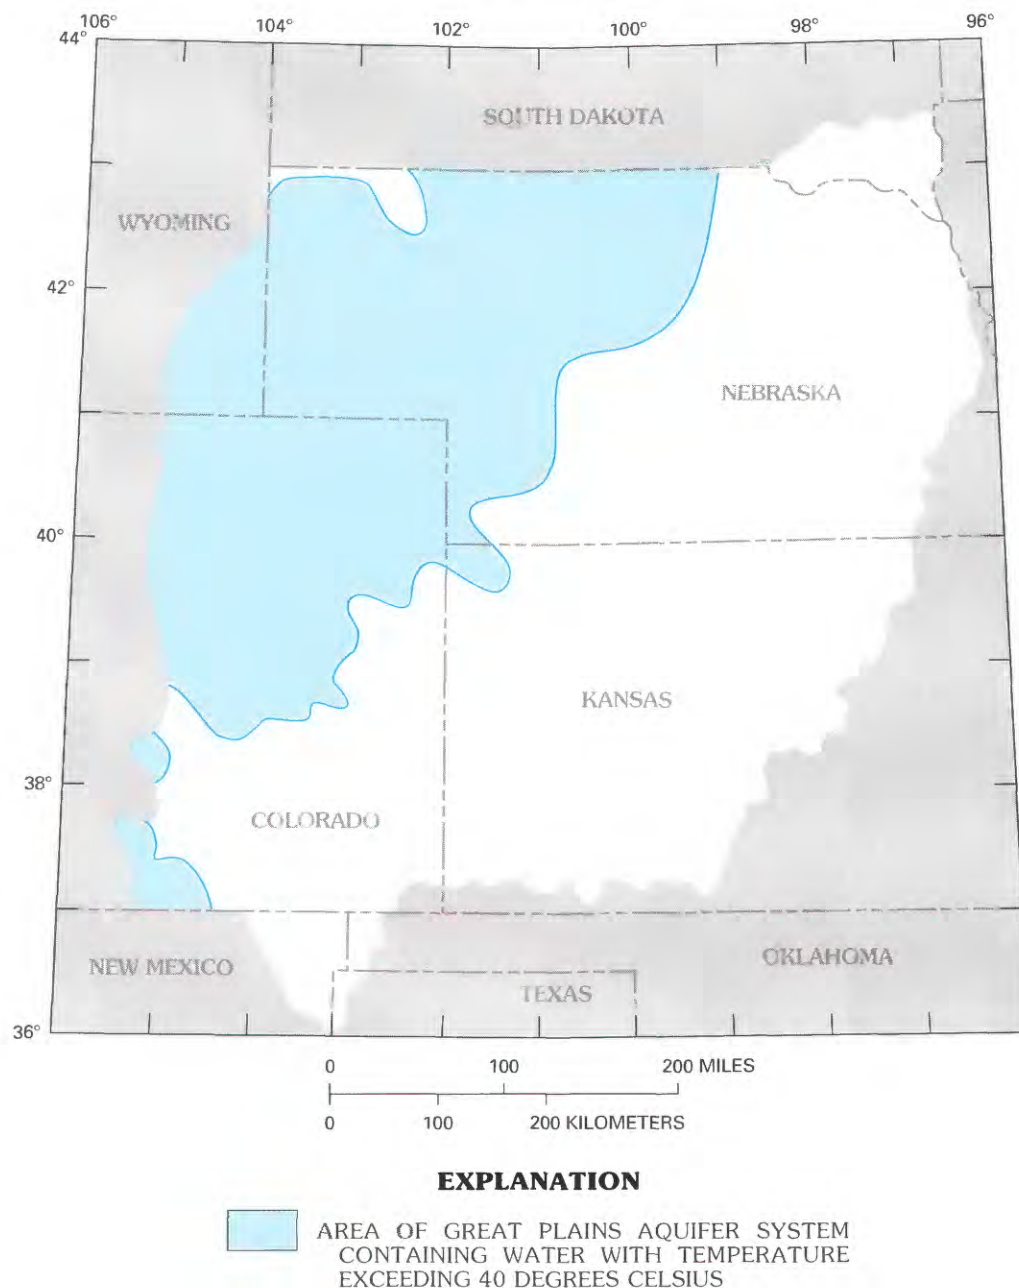 106°
104°
102°
100°
98°
96°
44°
SOUTH DAKOTA
WYOMING
42°
NEBRASKA
40°
KANSAS
38°
COLORADO
NEW MEXICO
OKLAHOMA
TEXAS
36°
0 100 200 MILES
0 100 200 KILOMETERS
EXPLANATION
AREA OF GREAT PLAINS AQUIFER SYSTEM
CONTAINING WATER WITH TEMPERATURE
EXCEEDING 40 DEGREES CELSIUS